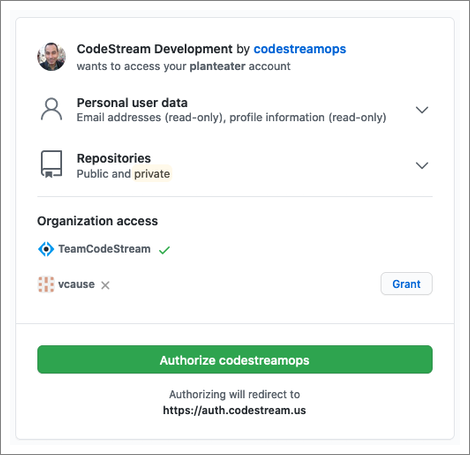 CodeStream Development by codestreamops
wants to access your planteater account
Personal user data
Email addresses (read-only), profile information (read-only)
Repositories
Public and private
Organization access
TeamCodeStream
vcause
Grant
Authorize codestreamops
Authorizing will redirect to
https://auth.codestream.us